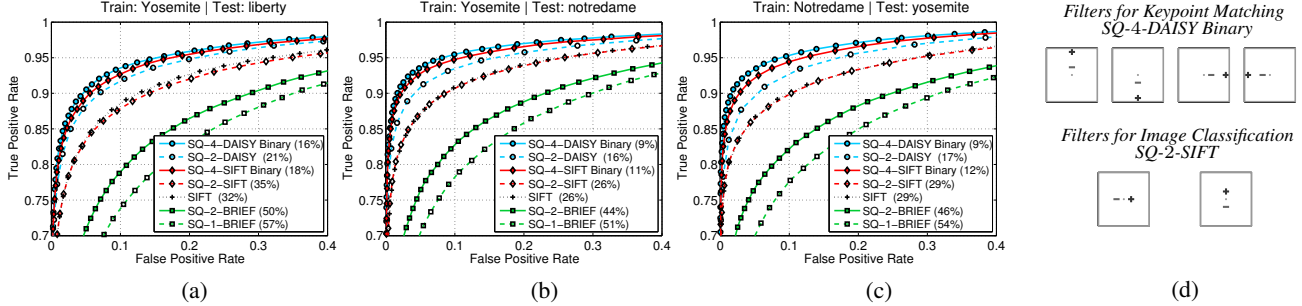 Train: Yosemite | Test: liberty
True Positive Rate
1
0.95
0.9
0.85
0.8
0.75
0.7
0
0.1
0.2
0.3
0.4
False Positive Rate
SQ−4−DAISY Binary (16%)
SQ−2−DAISY (21%)
SQ−4−SIFT Binary (18%)
SQ−2−SIFT (35%)
SIFT (32%)
SQ−2−BRIEF (50%)
SQ−1−BRIEF (57%)
(a)
Train: Yosemite | Test: notredame
True Positive Rate
1
0.95
0.9
0.85
0.8
0.75
0.7
0
0.1
0.2
0.3
0.4
False Positive Rate
SQ−4−DAISY Binary (9%)
SQ−2−DAISY (16%)
SQ−4−SIFT Binary (11%)
SQ−2−SIFT (26%)
SIFT (26%)
SQ−2−BRIEF (44%)
SQ−1−BRIEF (51%)
(b)
Train: Notredame | Test: yosemite
True Positive Rate
1
0.95
0.9
0.85
0.8
0.75
0.7
0
0.1
0.2
0.3
0.4
False Positive Rate
SQ−4−DAISY Binary (9%)
SQ−2−DAISY (17%)
SQ−4−SIFT Binary (12%)
SQ−2−SIFT (29%)
SIFT (29%)
SQ−2−BRIEF (46%)
SQ−1−BRIEF (54%)
(c)
Filters for Keypoint Matching
SQ-4-DAISY Binary
Filters for Image Classification
SQ-2-SIFT
(d)